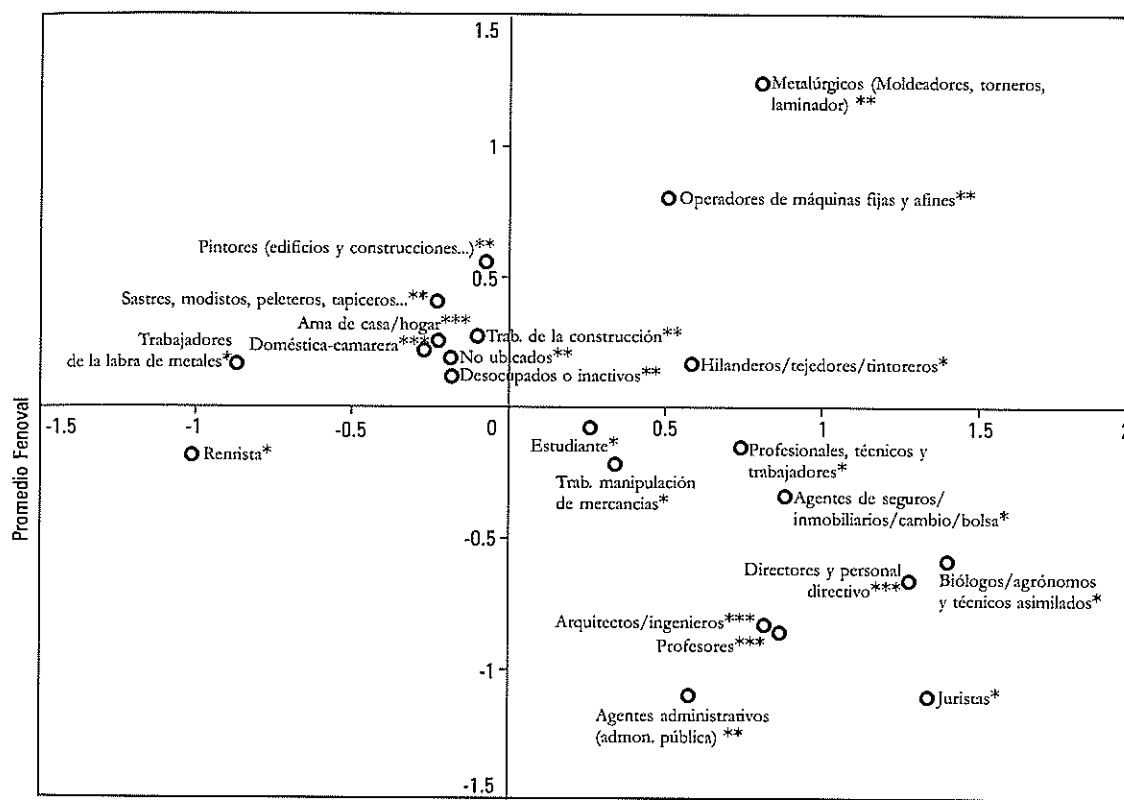 1.5
Metalúrgicos (Moldeadores, torneros,
laminador) **
1
Operadores de máquinas fijas y afines**
Pintores (edificios y construcciones...)**
0.5
Sastres, modistos, peleteros, tapiceros...**
Ama de casa/hogar***
Trab. de la construcción**
Trabajadores
de la labra de metales*
Doméstica-camarera***
No ubicados**
Desocupados o inactivos**
Hilanderos/tejedores/tintoreros*
-1.5
-1
-0.5
0
0.5
1
1.5
2
Rentista*
Estudiante*
Trab. manipulación
de mercancias*
Profesionales, técnicos y
trabajadores*
Agentes de seguros/
inmobiliarios/cambio/bolsa*
Promedio Fenoval
-0.5
Directores y personal
directivo***
Biólogos/agrónomos
y técnicos asimilados*
Arquitectos/ingenieros***
Profesores***
-1
Agentes administrativos
(admon. pública) **
Juristas*
-1.5